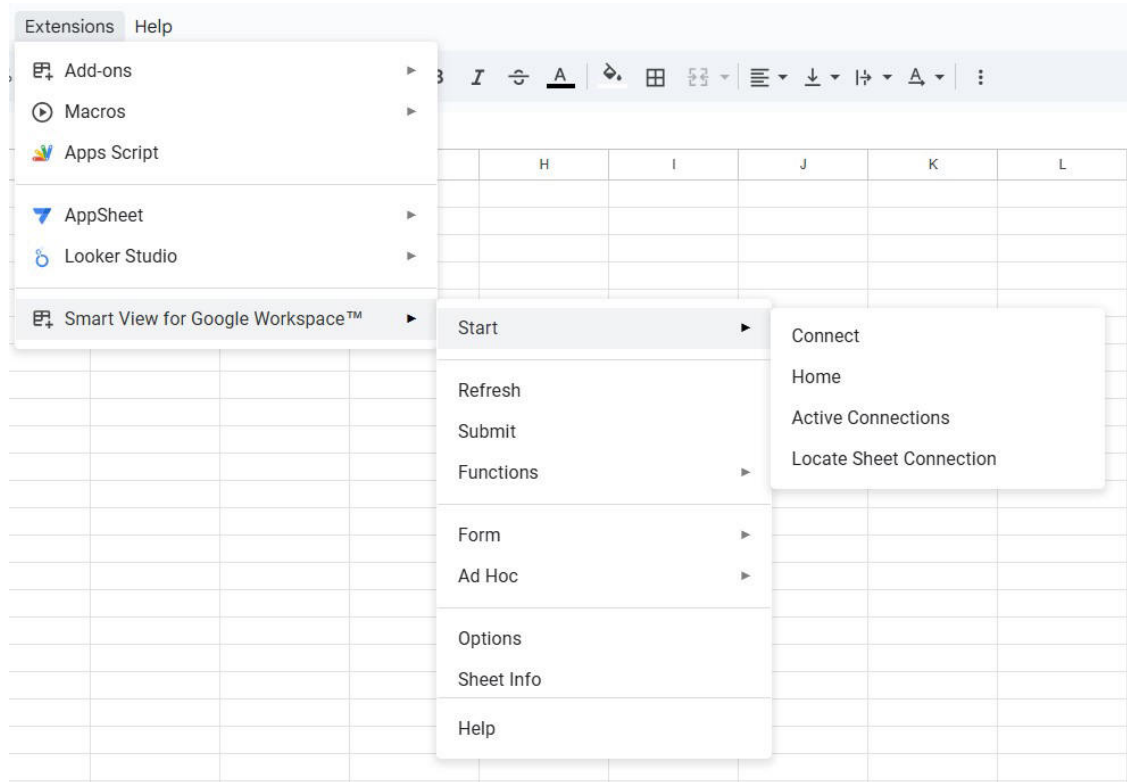 Extensions Help
Add-ons
Macros
Apps Script
AppSheet
Looker Studio
Smart View for Google Workspace™
Start
Refresh
Submit
Functions
Form
Ad Hoc
Options
Sheet Info
Help
Connect
Home
Active Connections
Locate Sheet Connection
I A
H I J K L